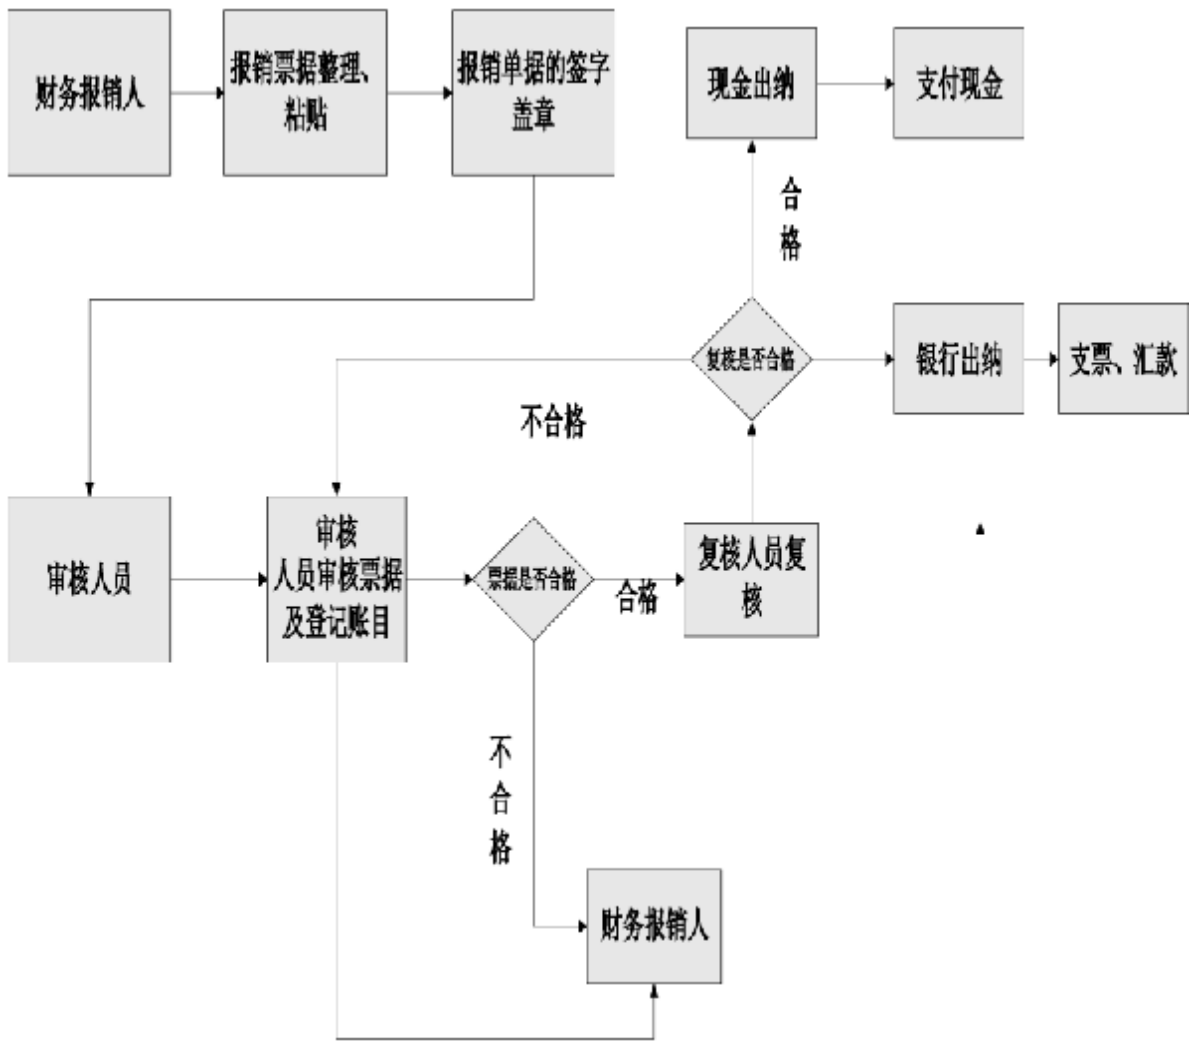 财务报销人
报销票据整理、
粘贴
报销单据的签字
盖章
现金出纳
支付现金
合
格
复核是否合格
银行出纳
支票、汇款
不合格
审核人员
审核
人员审核票据
及登记账目
票据是否合格
合格
复核人员复
核
不
合
格
财务报销人